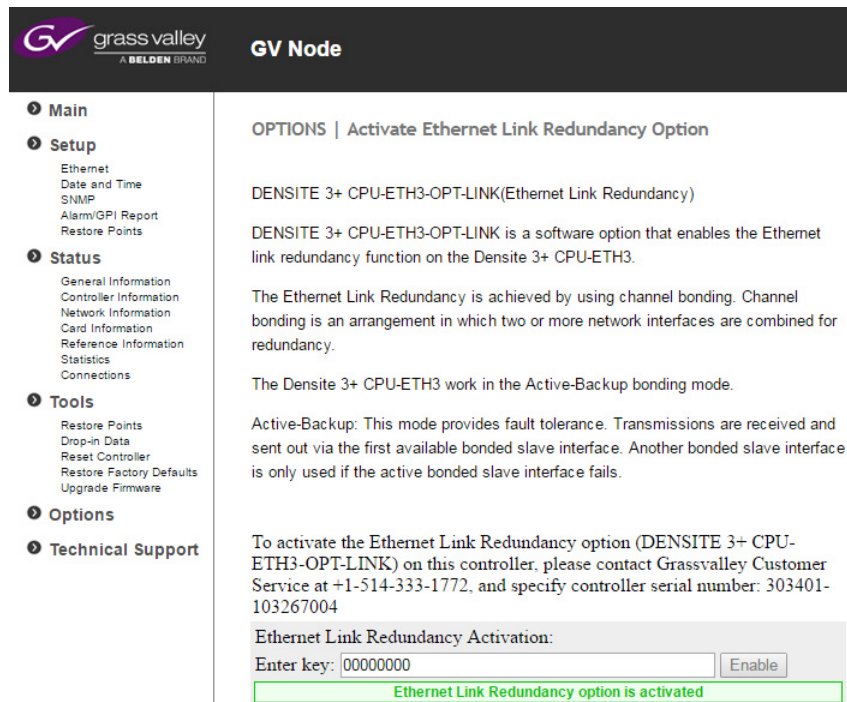 grass valley
A BELDEN BRAND
GV Node
Main
Setup
Ethernet
Date and Time
SNMP
Alarm/GPI Report
Restore Points
Status
General Information
Controller Information
Network Information
Card Information
Reference Information
Statistics
Connections
Tools
Restore Points
Drop-in Data
Reset Controller
Restore Factory Defaults
Upgrade Firmware
Options
Technical Support
OPTIONS | Activate Ethernet Link Redundancy Option
DENSITE 3+ CPU-ETH3-OPT-LINK(Ethernet Link Redundancy)
DENSITE 3+ CPU-ETH3-OPT-LINK is a software option that enables the Ethernet
link redundancy function on the Densite 3+ CPU-ETH3.
The Ethernet Link Redundancy is achieved by using channel bonding. Channel
bonding is an arrangement in which two or more network interfaces are combined for
redundancy.
The Densite 3+ CPU-ETH3 work in the Active-Backup bonding mode.
Active-Backup: This mode provides fault tolerance. Transmissions are received and
sent out via the first available bonded slave interface. Another bonded slave interface
is only used if the active bonded slave interface fails.
To activate the Ethernet Link Redundancy option (DENSITE 3+ CPU-
ETH3-OPT-LINK) on this controller, please contact Grassvalley Customer
Service at +1-514-333-1772, and specify controller serial number: 303401-
103267004
Ethernet Link Redundancy Activation:
Enter key: 00000000 Enable
Ethernet Link Redundancy option is activated